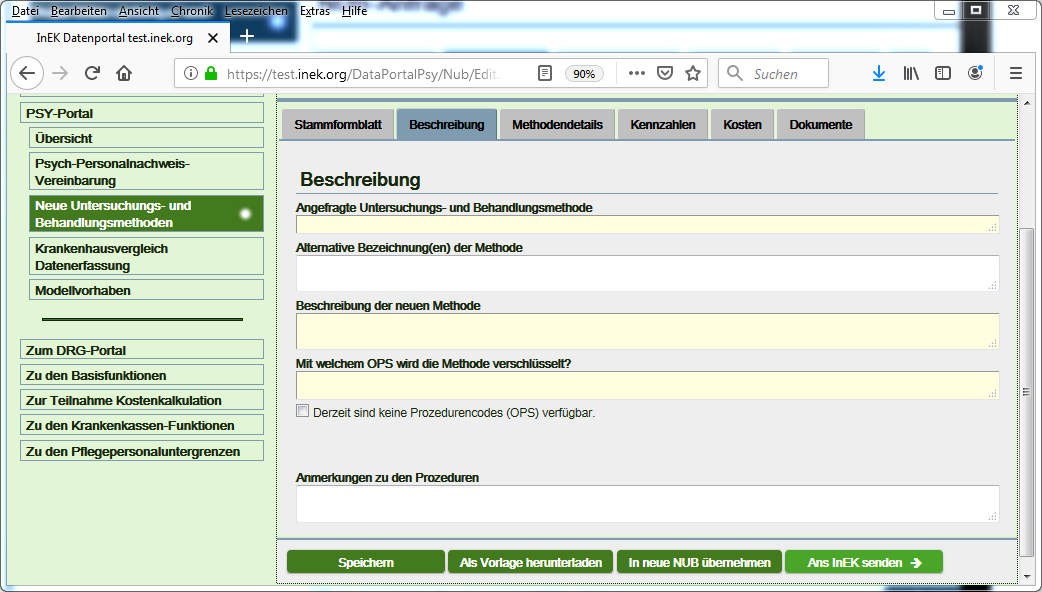 Datei Bearbeiten Ansicht Chronik Lesezeichen Extras Hilfe
InEK Datenportal test.inek.org
https://test.inek.org/DataPortalPsy/Nub/Edit
90%
Suchen
PSY-Portal
Übersicht
Psych-Personalnachweis-
Vereinbarung
Neue Untersuchungs- und
Behandlungsmethoden
Krankenhausvergleich
Datenerfassung
Modellvorhaben
Zum DRG-Portal
Zu den Basisfunktionen
Zur Teilnahme Kostenkalkulation
Zu den Krankenkassen-Funktionen
Zu den Pflegepersonaluntergrenzen
Stammformblatt Beschreibung Methodendetails Kennzahlen Kosten Dokumente
Beschreibung
Angefragte Untersuchungs- und Behandlungsmethode
Alternative Bezeichnung(en) der Methode
Beschreibung der neuen Methode
Mit welchem OPS wird die Methode verschlüsselt?
Derzeit sind keine Prozedurencodes (OPS) verfügbar.
Anmerkungen zu den Prozeduren
Speichern Als Vorlage herunterladen In neue NUB übernehmen Ans InEK senden